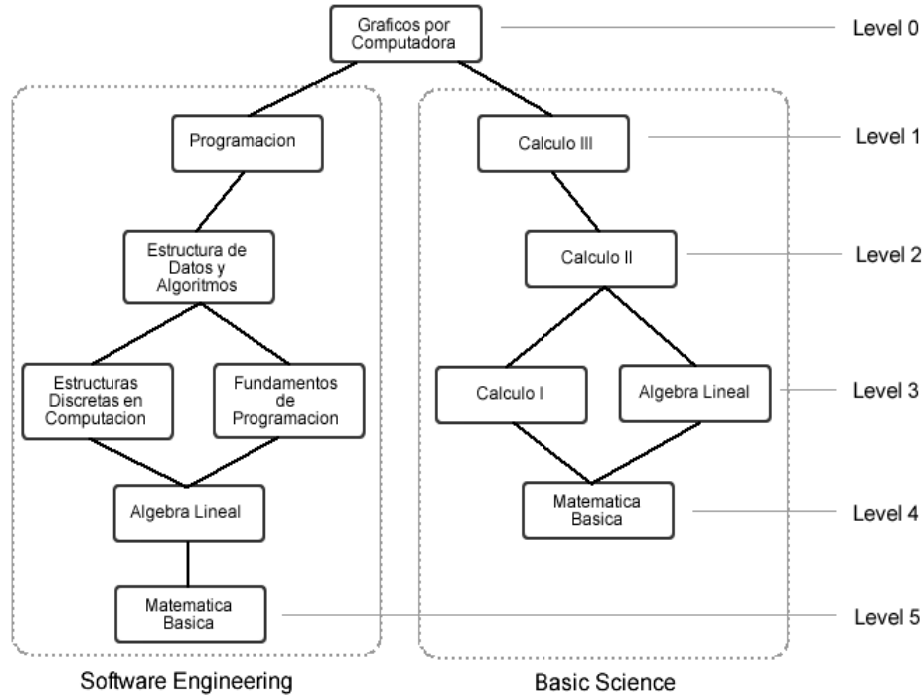 Graficos por
Computadora
Level 0
Programacion
Calculo III
Level 1
Estructura de
Datos y
Algoritmos
Calculo II
Level 2
Estructuras
Discretas en
Computacion
Fundamentos
de
Programacion
Calculo I
Algebra Lineal
Level 3
Algebra Lineal
Matematica
Basica
Level 4
Matematica
Basica
Level 5
Software Engineering
Basic Science